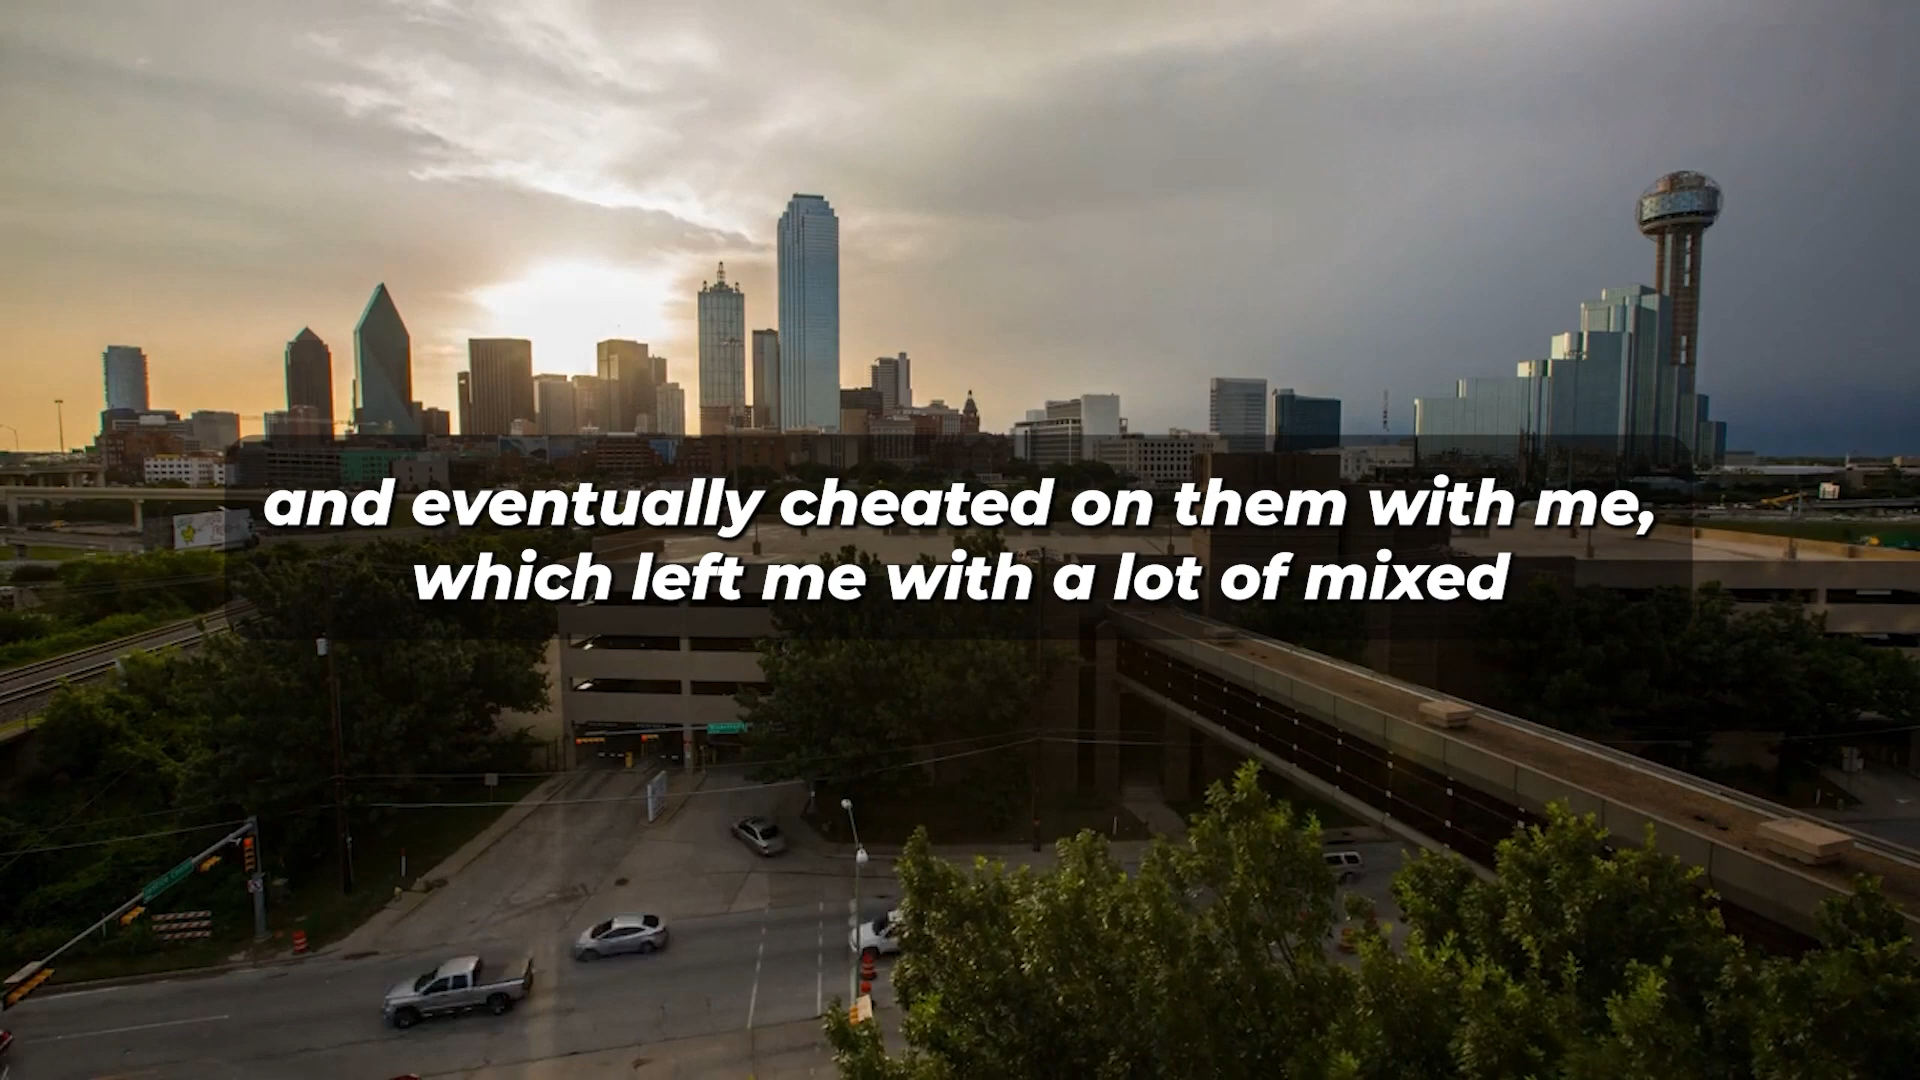 and eventually cheated on them with me,
which left me with a lot of mixed